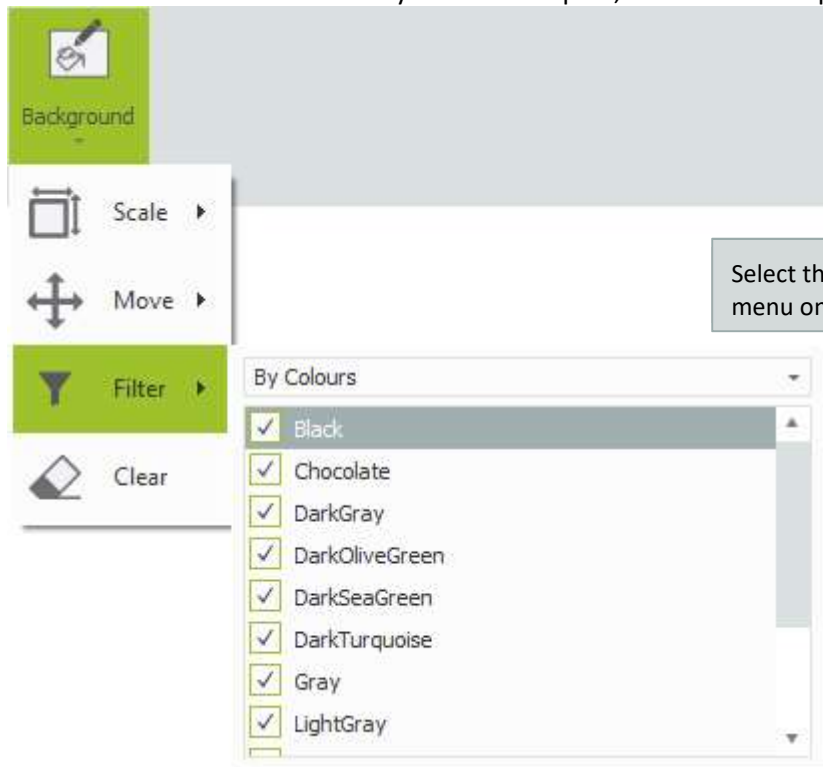 Background
Scale
Move
Select th
menu or
Filter
By Colours
Black
Chocolate
DarkGray
DarkOliveGreen
DarkSeaGreen
DarkTurquoise
Gray
LightGray
Clear